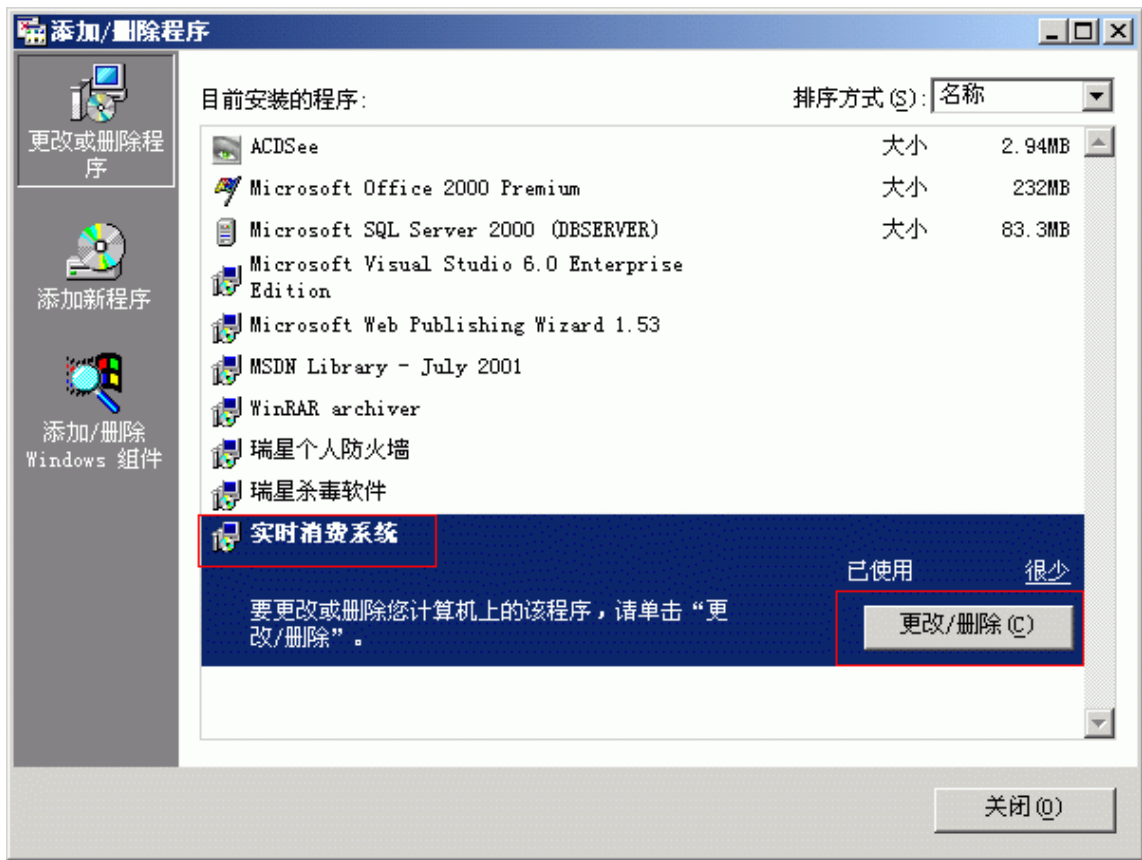 添加/删除程序
更改或删除程
序
添加新程序
添加/删除
Windows 组件
目前安装的程序:
排序方式(S): 名称
ACDSee 大小 2.94MB
Microsoft Office 2000 Premium 大小 232MB
Microsoft SQL Server 2000 (DBSERVER) 大小 83.3MB
Microsoft Visual Studio 6.0 Enterprise
Edition
Microsoft Web Publishing Wizard 1.53
MSDN Library - July 2001
WinRAR archiver
瑞星个人防火墙
瑞星杀毒软件
实时消费系统
已使用 很少
要更改或删除您计算机上的该程序，请单击“更
改/删除”。
更改/删除(C)
关闭(O)